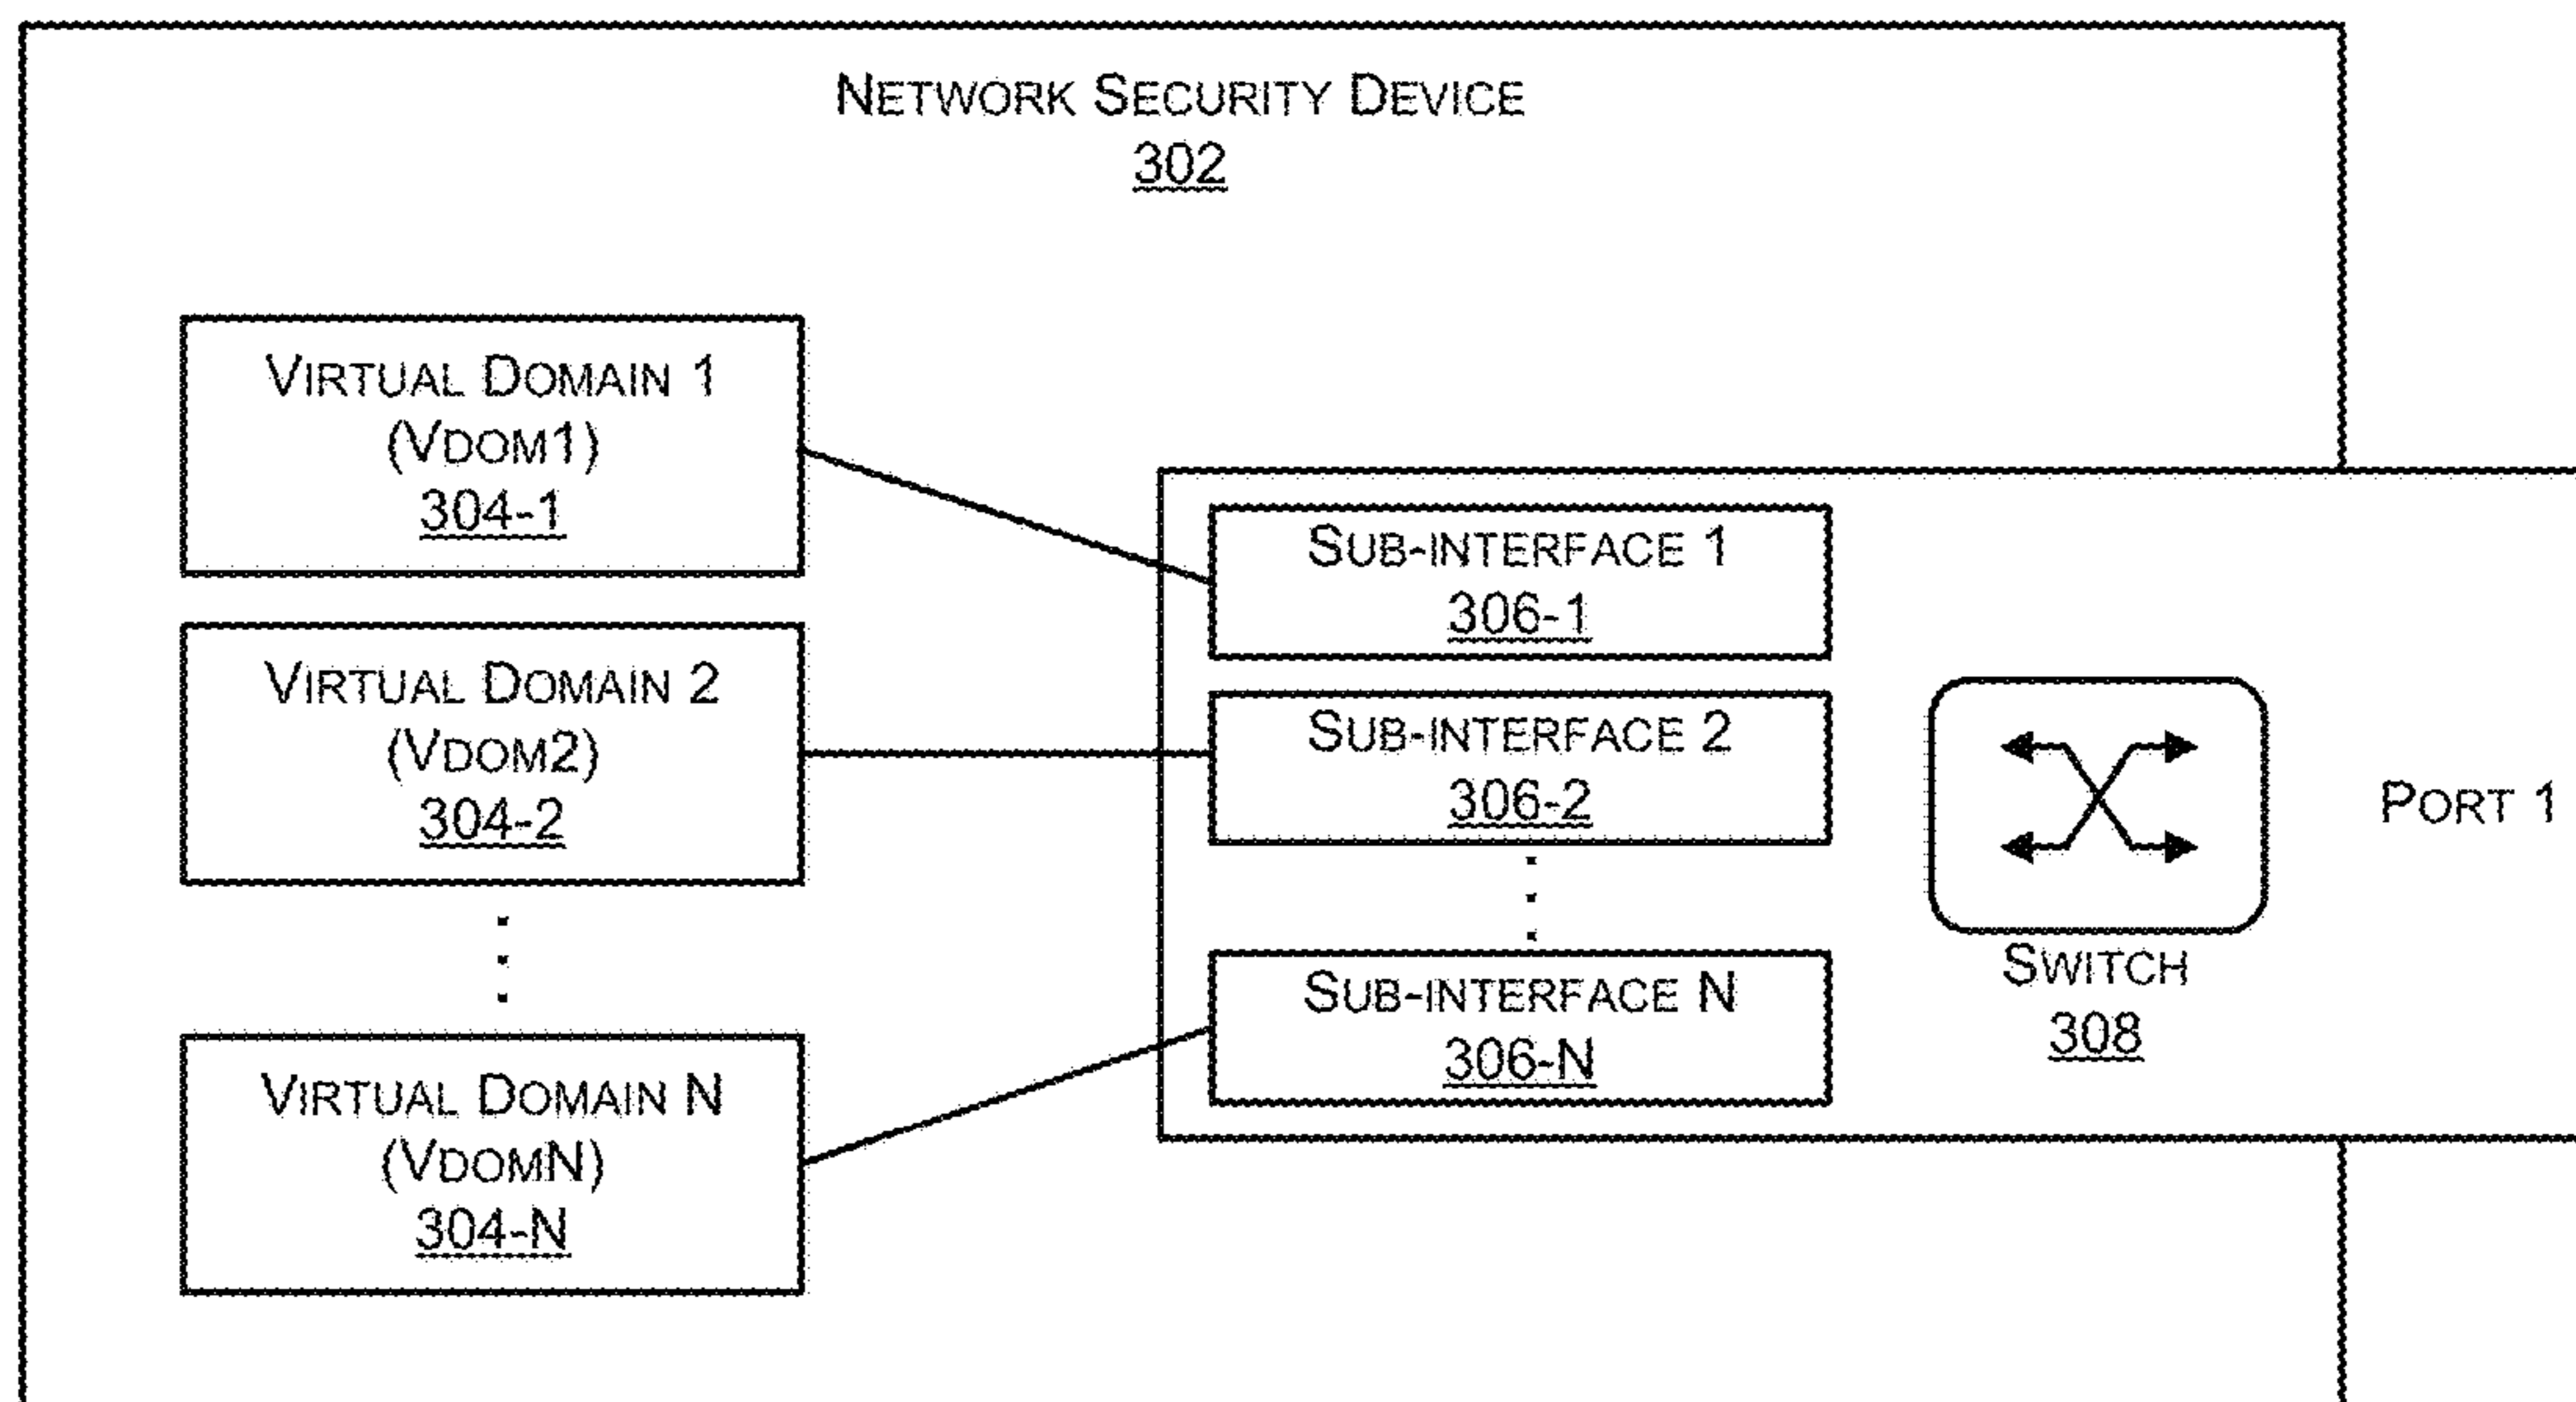 NETWORK SECURITY DEVICE
302
VIRTUAL DOMAIN 1
(VDOM1)
304-1
VIRTUAL DOMAIN 2
(VDOM2)
304-2
VIRTUAL DOMAIN N
(VDOMN)
304-N
SUB-INTERFACE 1
306-1
SUB-INTERFACE 2
306-2
SUB-INTERFACE N
306-N
SWITCH
308
PORT 1